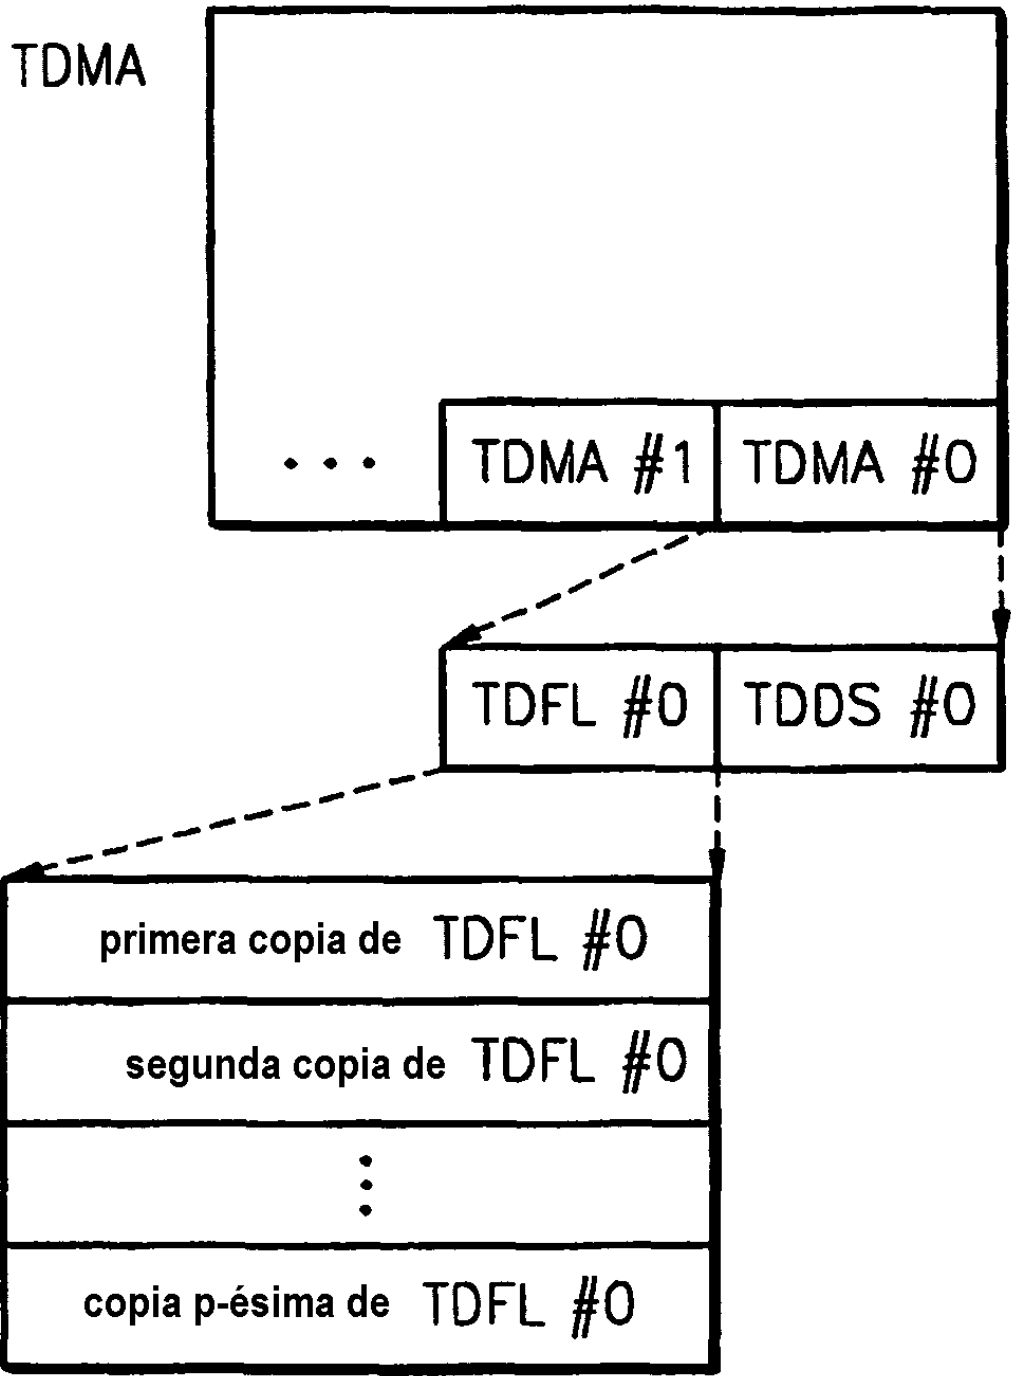 TDMA
... TDMA #1 TDMA #0
TDFL #0 TDDS #0
primera copia de TDFL #0
segunda copia de TDFL #0
copia p-ésima de TDFL #0